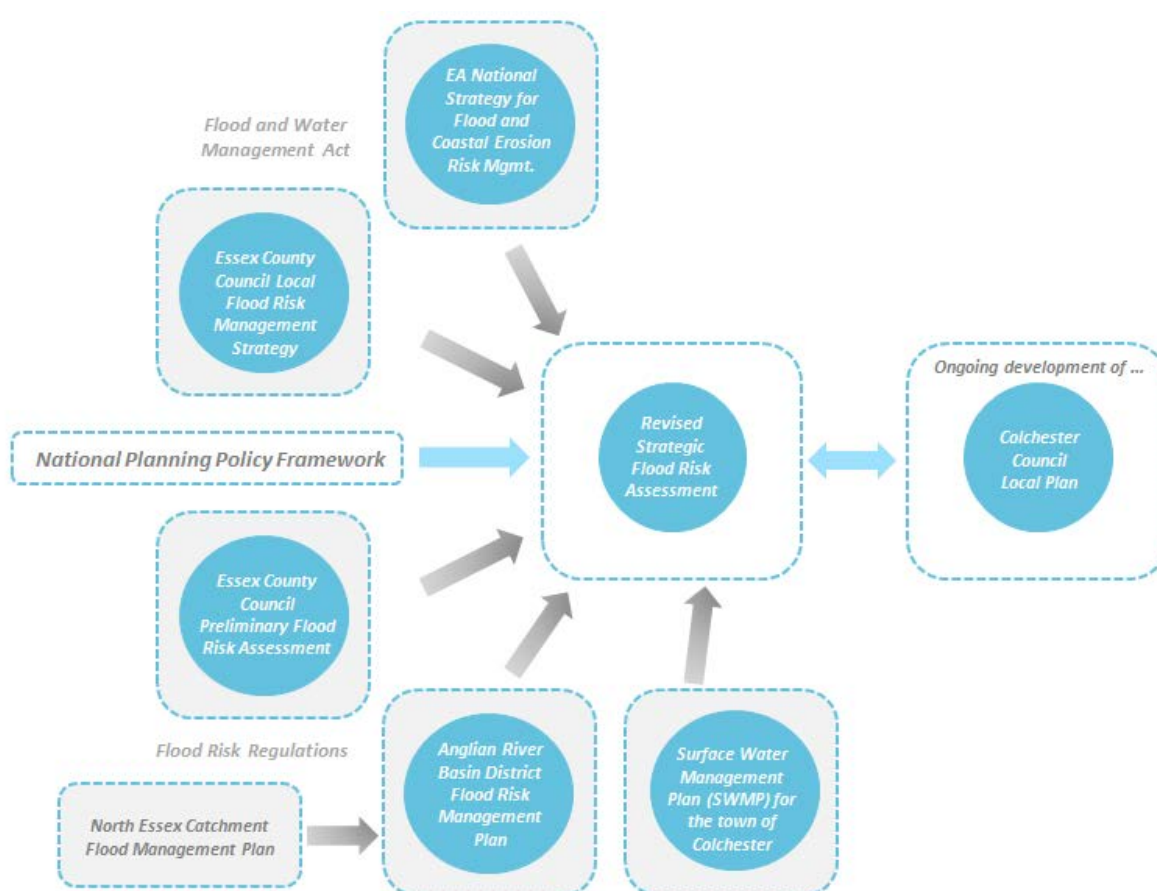 EA National
Strategy for
Flood and
Coastal Erosion
Risk Mgmt.
Flood and Water
Management Act
Essex County
Council Local
Flood Risk
Management
Strategy
National Planning Policy Framework
Revised
Strategic
Flood Risk
Assessment
Ongoing development of ...
Colchester
Council
Local Plan
Essex County
Council
Preliminary Flood
Risk Assessment
Flood Risk Regulations
North Essex Catchment
Flood Management Plan
Anglian River
Basin District
Flood Risk
Management
Plan
Surface Water
Management
Plan (SWMP) for
the town of
Colchester